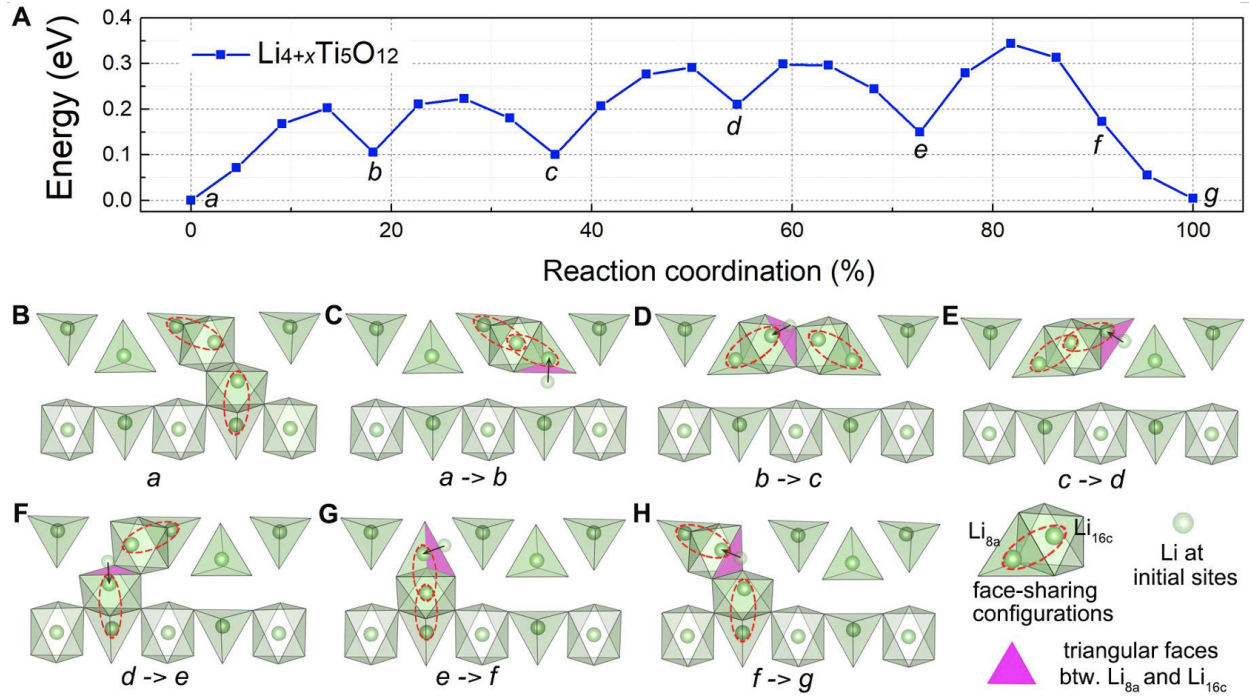 A
Energy (eV)
0.4
0.3
0.2
0.1
0.0
Li4+xTi5O12
a
b
c
d
e
f
g
0
20
40
60
80
100
Reaction coordination (%)
B
C
D
E
a
a -> b
b -> c
c -> d
F
G
H
d -> e
e -> f
f -> g
Li8a
Li16c
face-sharing
configurations
Li at
initial sites
triangular faces
btw. Li8a and Li16c